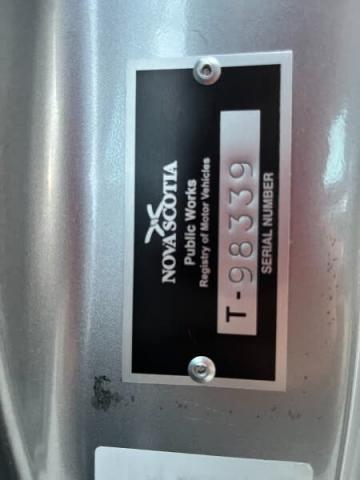 NOVA SCOTIA
Public Works
Registry of Motor Vehicles
T-98339
SERIAL NUMBER